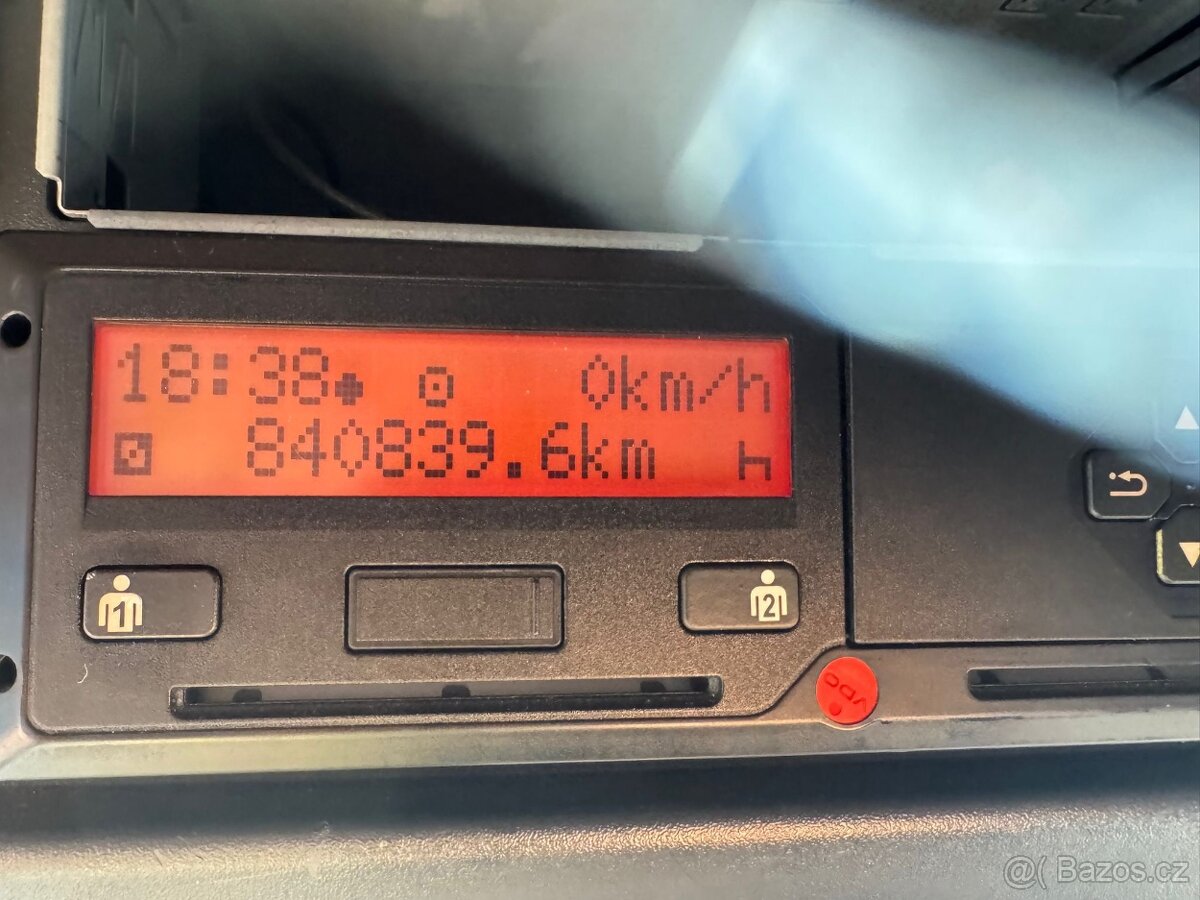 18:38 0km/h
840839.6km h
1
2
VDO
@( Bazos.cz